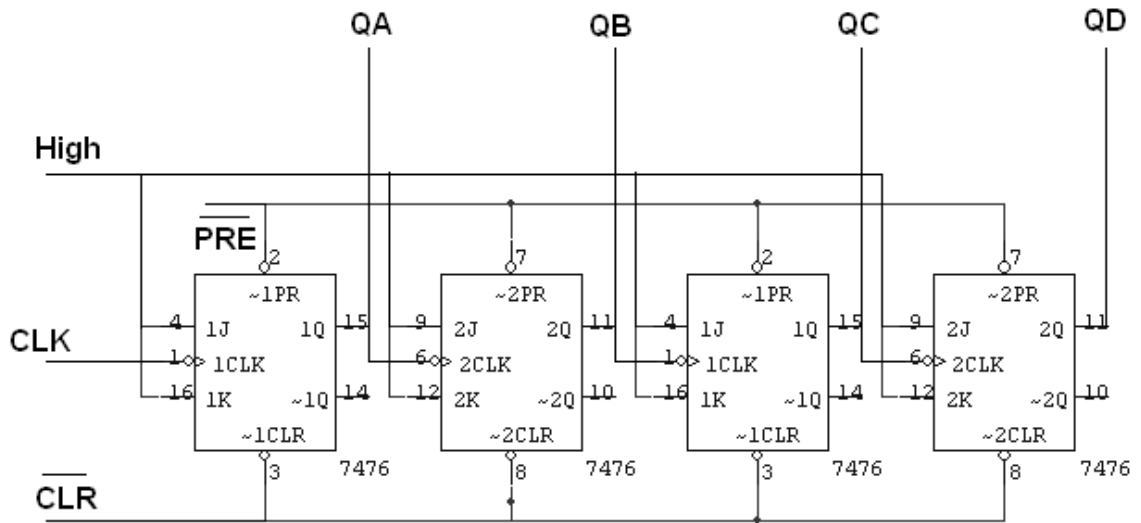 QA QB QC QD
High
PRE
2 7 2 7
~1PR ~2PR ~1PR ~2PR
4 1J 1Q 15 9 2J 2Q 11 4 1J 1Q 15 9 2J 2Q 11
CLK
1 1CLK 6 2CLK 1 1CLK 6 2CLK
16 1K ~1Q 14 12 2K ~2Q 10 16 1K ~1Q 14 12 2K ~2Q 10
~1CLR ~2CLR ~1CLR ~2CLR
3 7476 8 7476 3 7476 8 7476
CLR